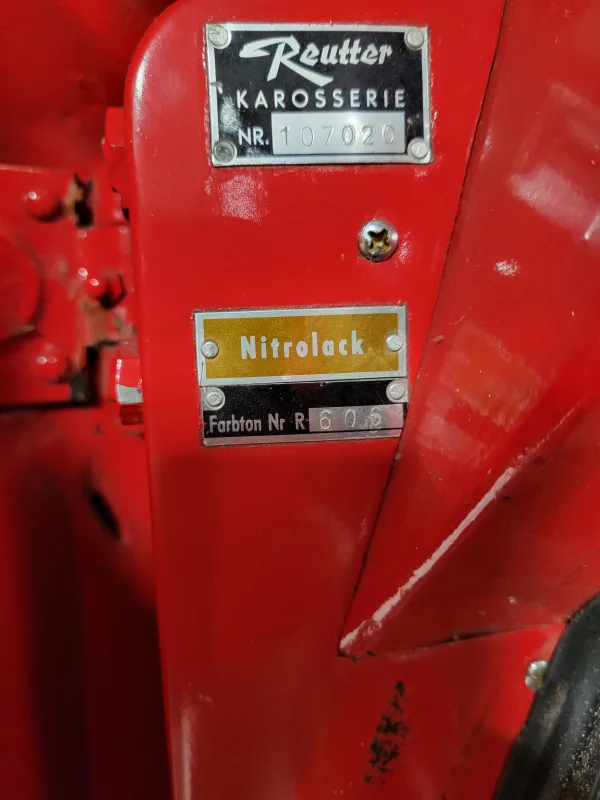 Reutter
KAROSSERIE
NR. 107020
Nitrolack
Farbton Nr R- 606